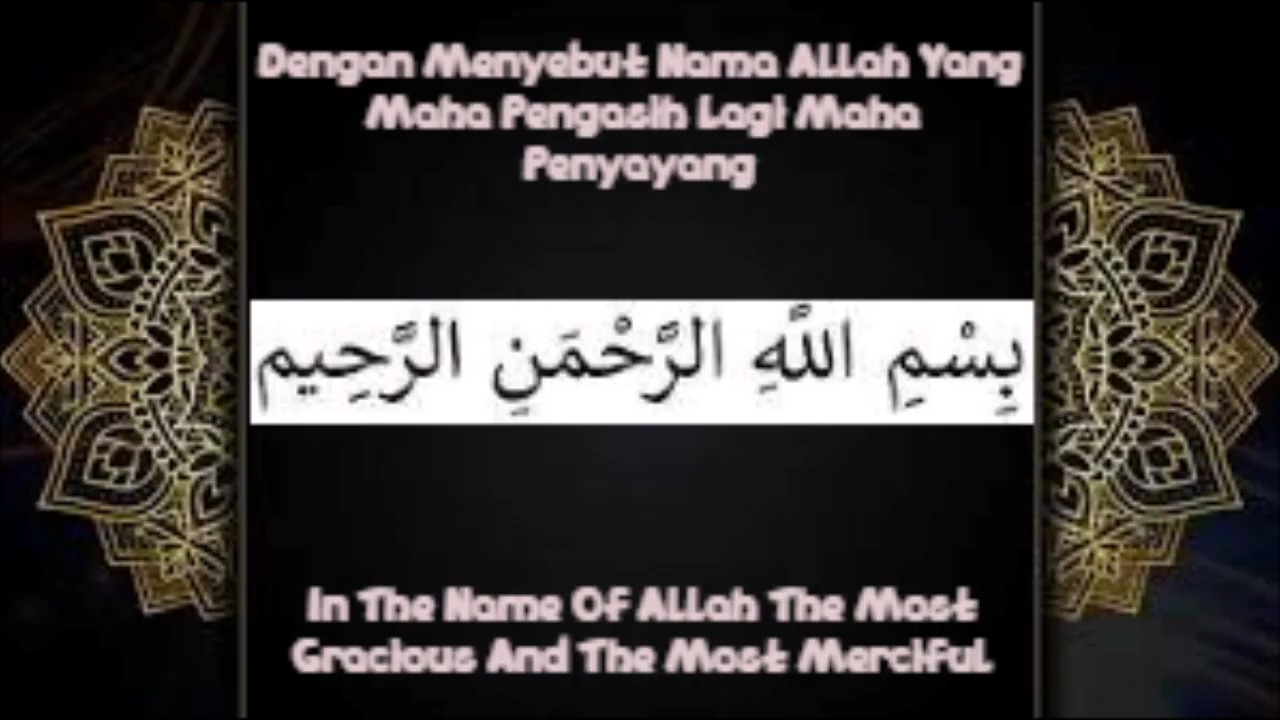 Dengan Menyebut Nama ALLah Yang
Maha Pengasih Lagi Maha
Penyayang
بِسْمِ اللَّهِ الرَّحْمَنِ الرَّحِيم
In The Name Of ALLah The Most
Gracious And The Most MercifuL